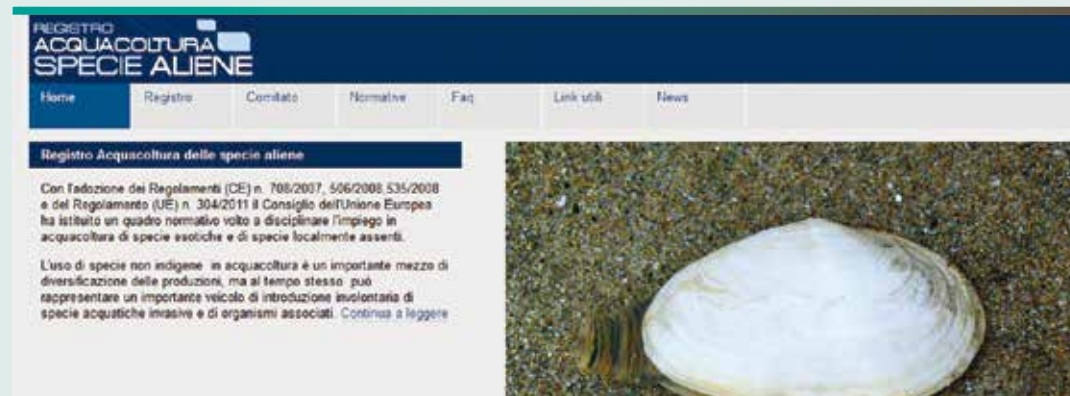 REGISTRO
ACQUACOLTURA
SPECIE ALIENE
Home Registro Comitato Normative Faq Link utili News
Registro Acquacoltura delle specie aliene
Con l'adozione dei Regolamenti (CE) n. 708/2007, 506/2008,535/2008
e del Regolamento (UE) n. 304/2011 il Consiglio dell'Unione Europea
ha istituito un quadro normativo volto a disciplinare l'impiego in
acquacoltura di specie esotiche e di specie localmente assenti.
L'uso di specie non indigene in acquacoltura è un importante mezzo di
diversificazione delle produzioni, ma al tempo stesso può
rappresentare un importante veicolo di introduzione involontaria di
specie acquatiche invasive e di organismi associati. Continua a leggere